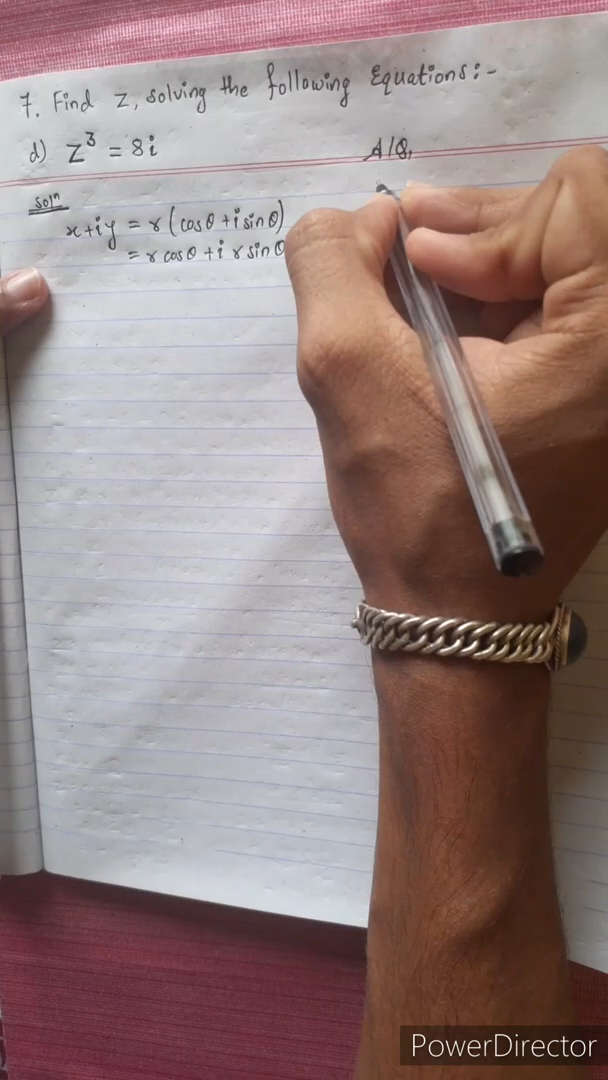 7. Find z, solving the following Equations:-
d) z³ = 8i
A/Q,
Soln
x+iy = r(cosθ + i sinθ)
= r cosθ + i r sinθ
PowerDirector